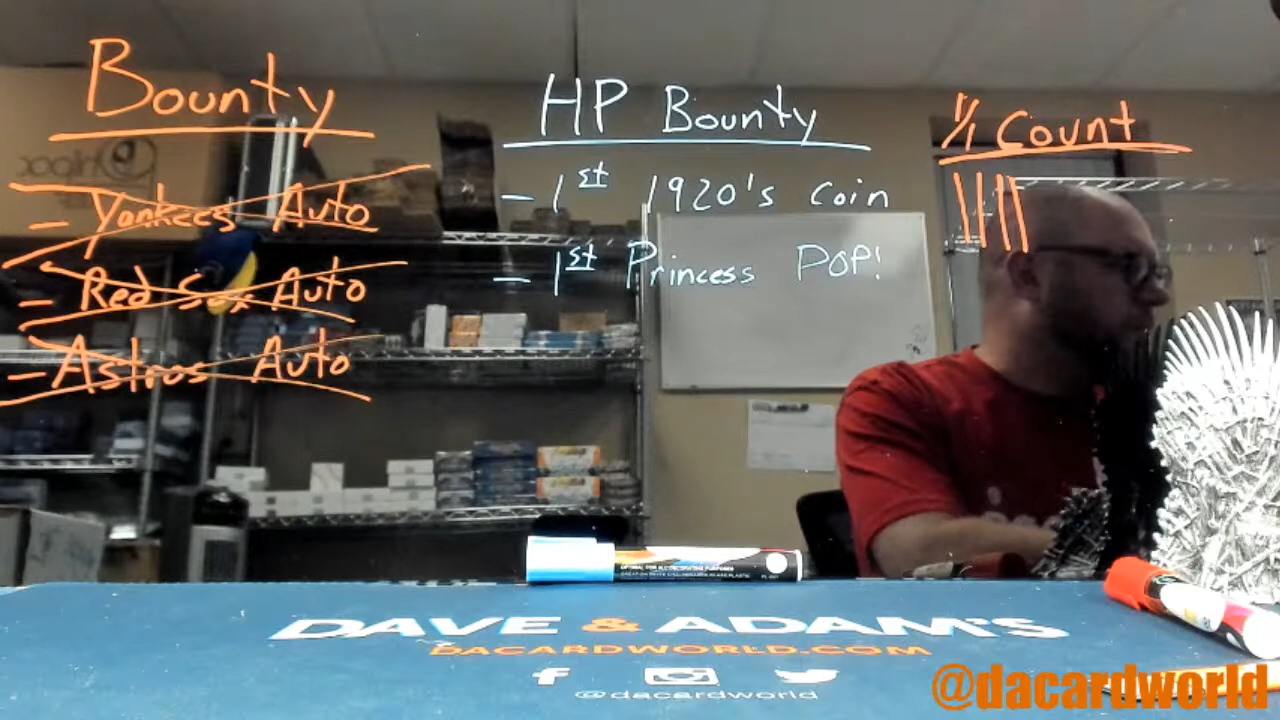 Bounty
- Yankees Auto
- Red Sox Auto
- Astros Auto
HP Bounty
- 1st 1920's Coin
- 1st Princess POP!
1/1 Count
||||
DAVE & ADAM'S
DACARDWORLD.COM
@dacardworld
@dacardworld